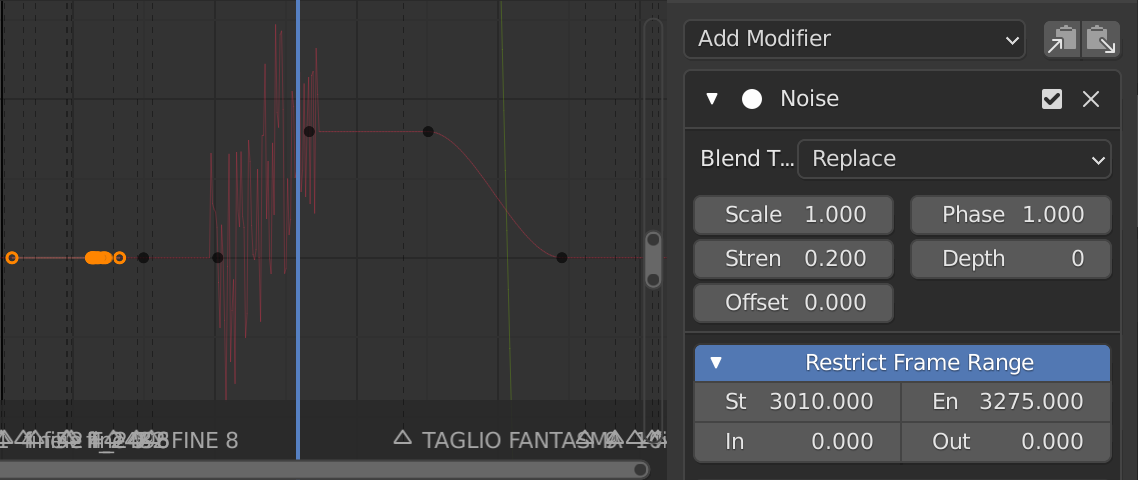 Add Modifier
Noise
Blend T... Replace
Scale 1.000 Phase 1.000
Stren 0.200 Depth 0
Offset 0.000
Restrict Frame Range
St 3010.000 En 3275.000
In 0.000 Out 0.000
FINE 8 TAGLIO FANTASMA